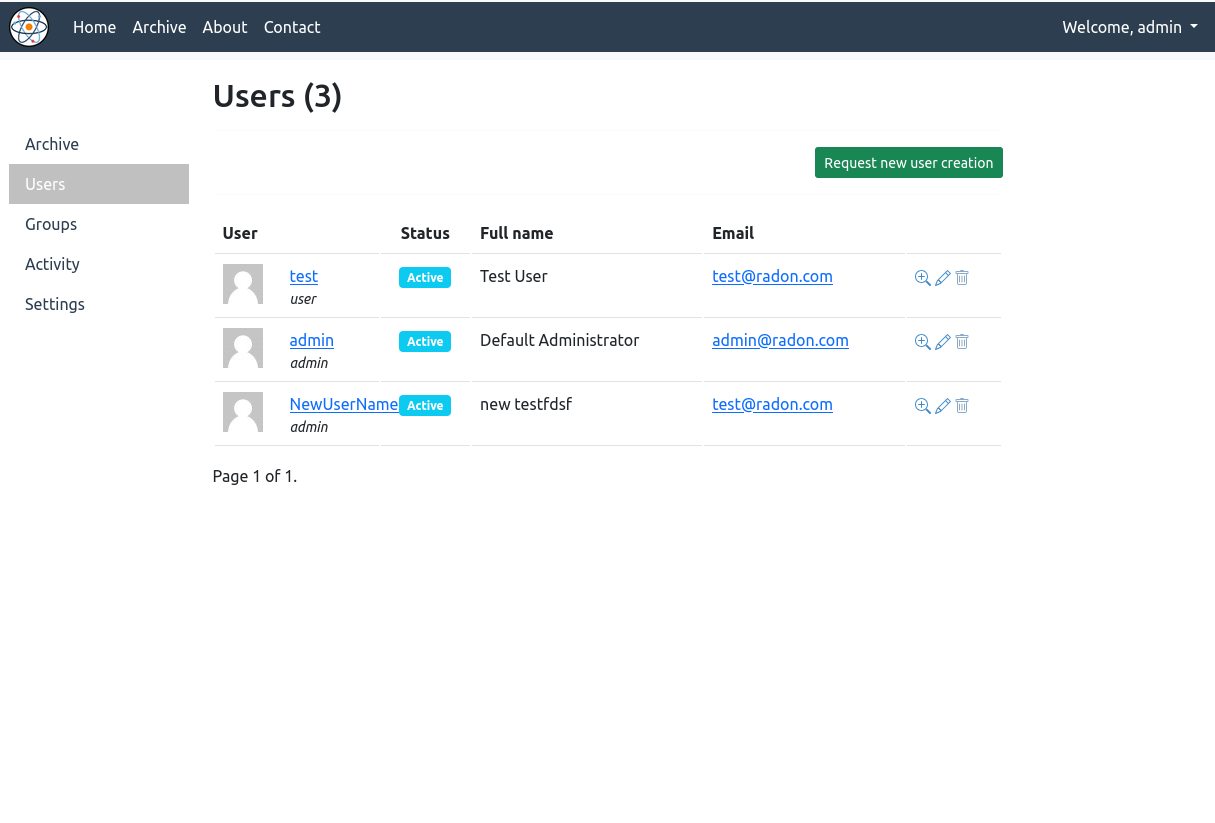 Home Archive About Contact Welcome, admin
Users (3)
Archive
Users
Groups
Activity
Settings
Request new user creation
User Status Full name Email
test Active Test User test@radon.com
user
admin Active Default Administrator admin@radon.com
admin
NewUserName Active new testfdsf test@radon.com
admin
Page 1 of 1.